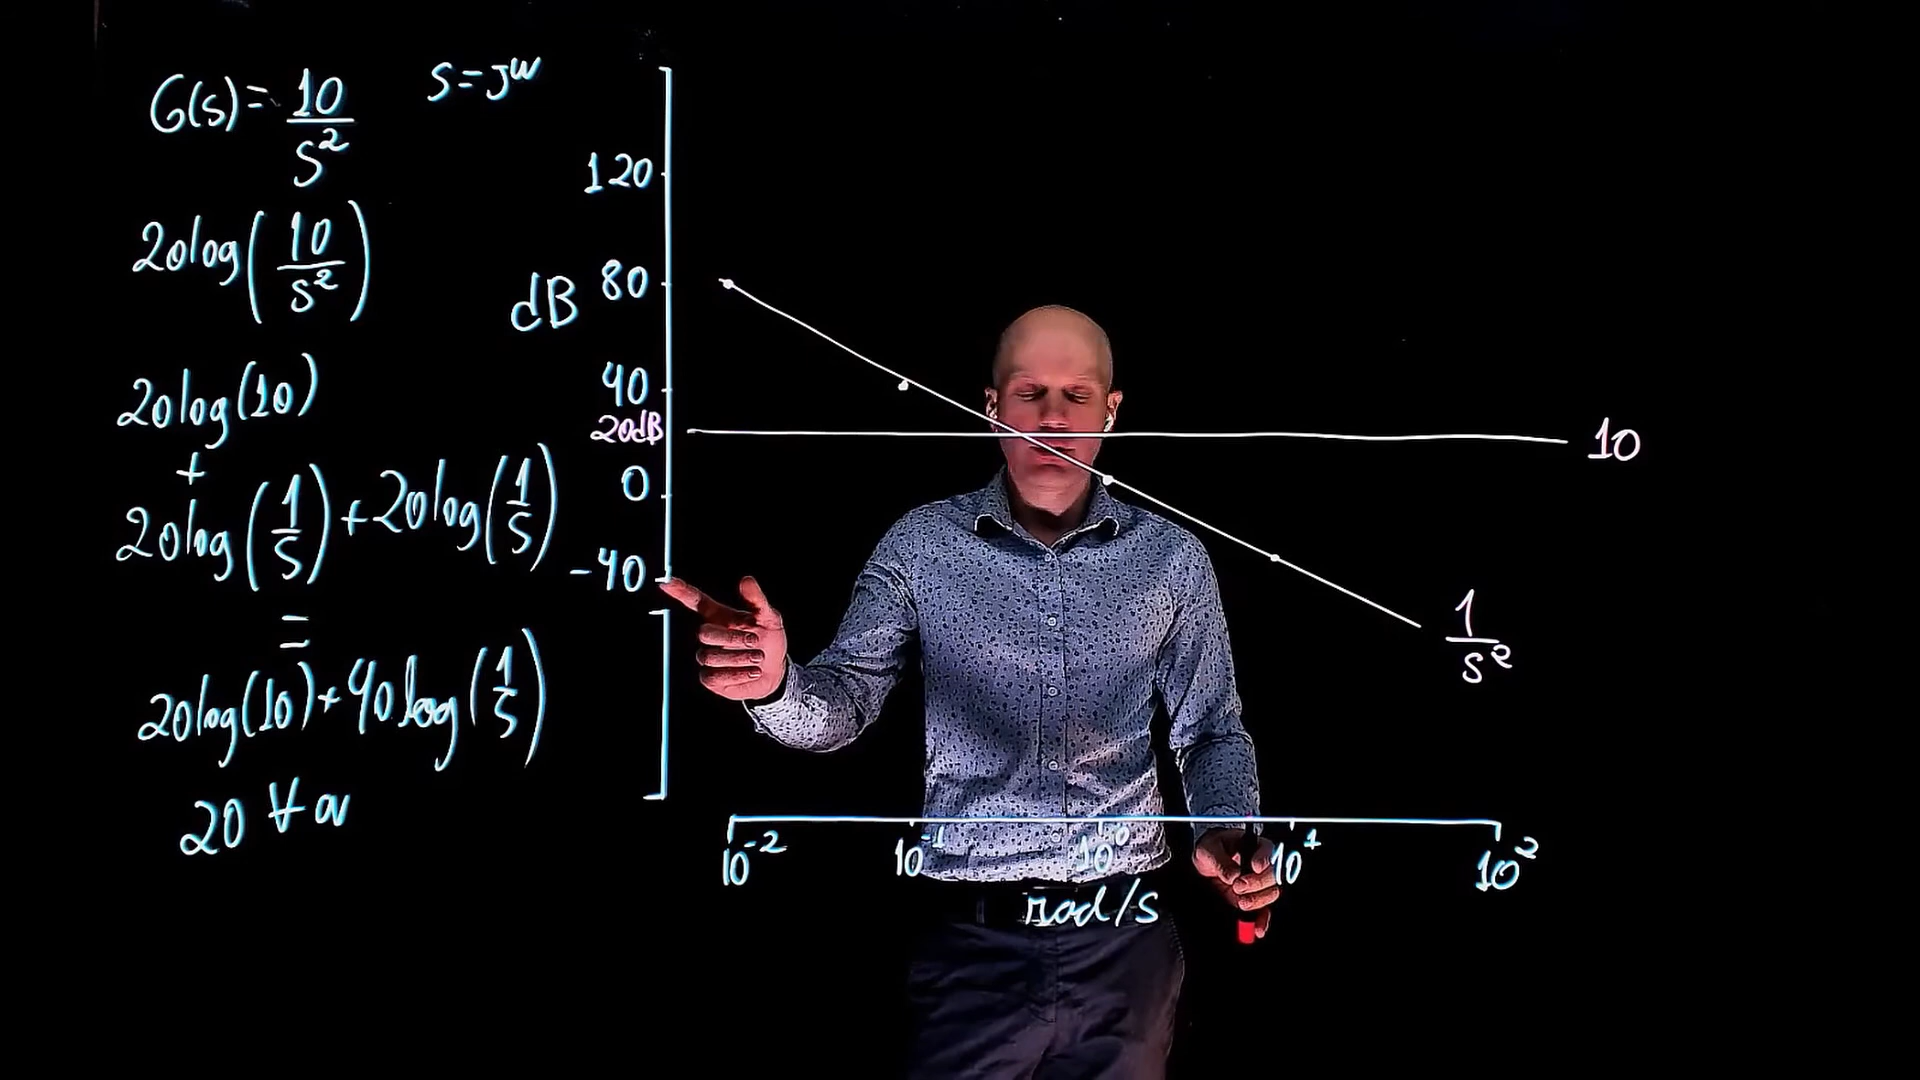 G(s)= 10/s²
s=jw
20log(10/s²)
20log(10)
+
20log(1/s)+20log(1/s)
=
20log(10)+40log(1/s)
20 ∀ w
dB
120
80
40
20dB
0
-40
10
1/s²
10⁻² 10⁻¹ 10⁰ 10¹ 10²
rad/s